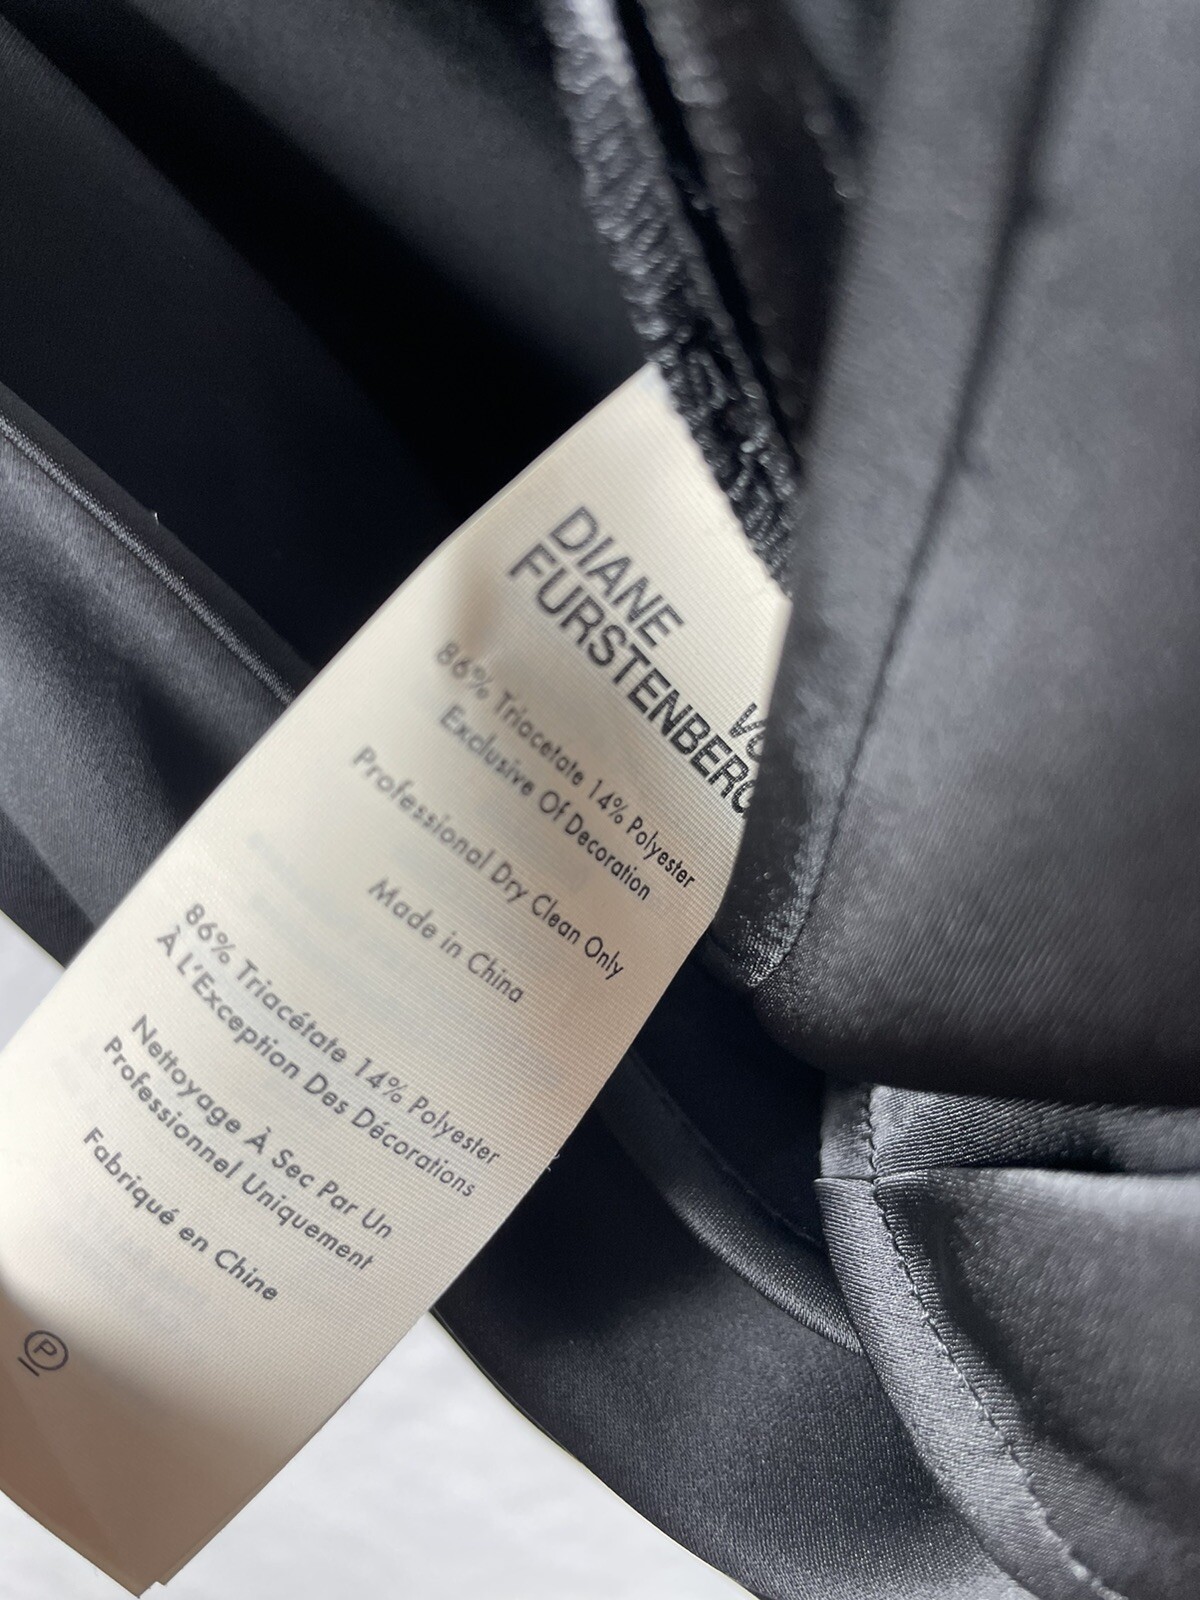 DIANE
VO
FURSTENBERG
86% Triacetate 14% Polyester
Exclusive Of Decoration
Professional Dry Clean Only
Made in China
86% Triacétate 14% Polyester
À L'Exception Des Décorations
Nettoyage À Sec Par Un
Professionnel Uniquement
Fabriqué en Chine
P